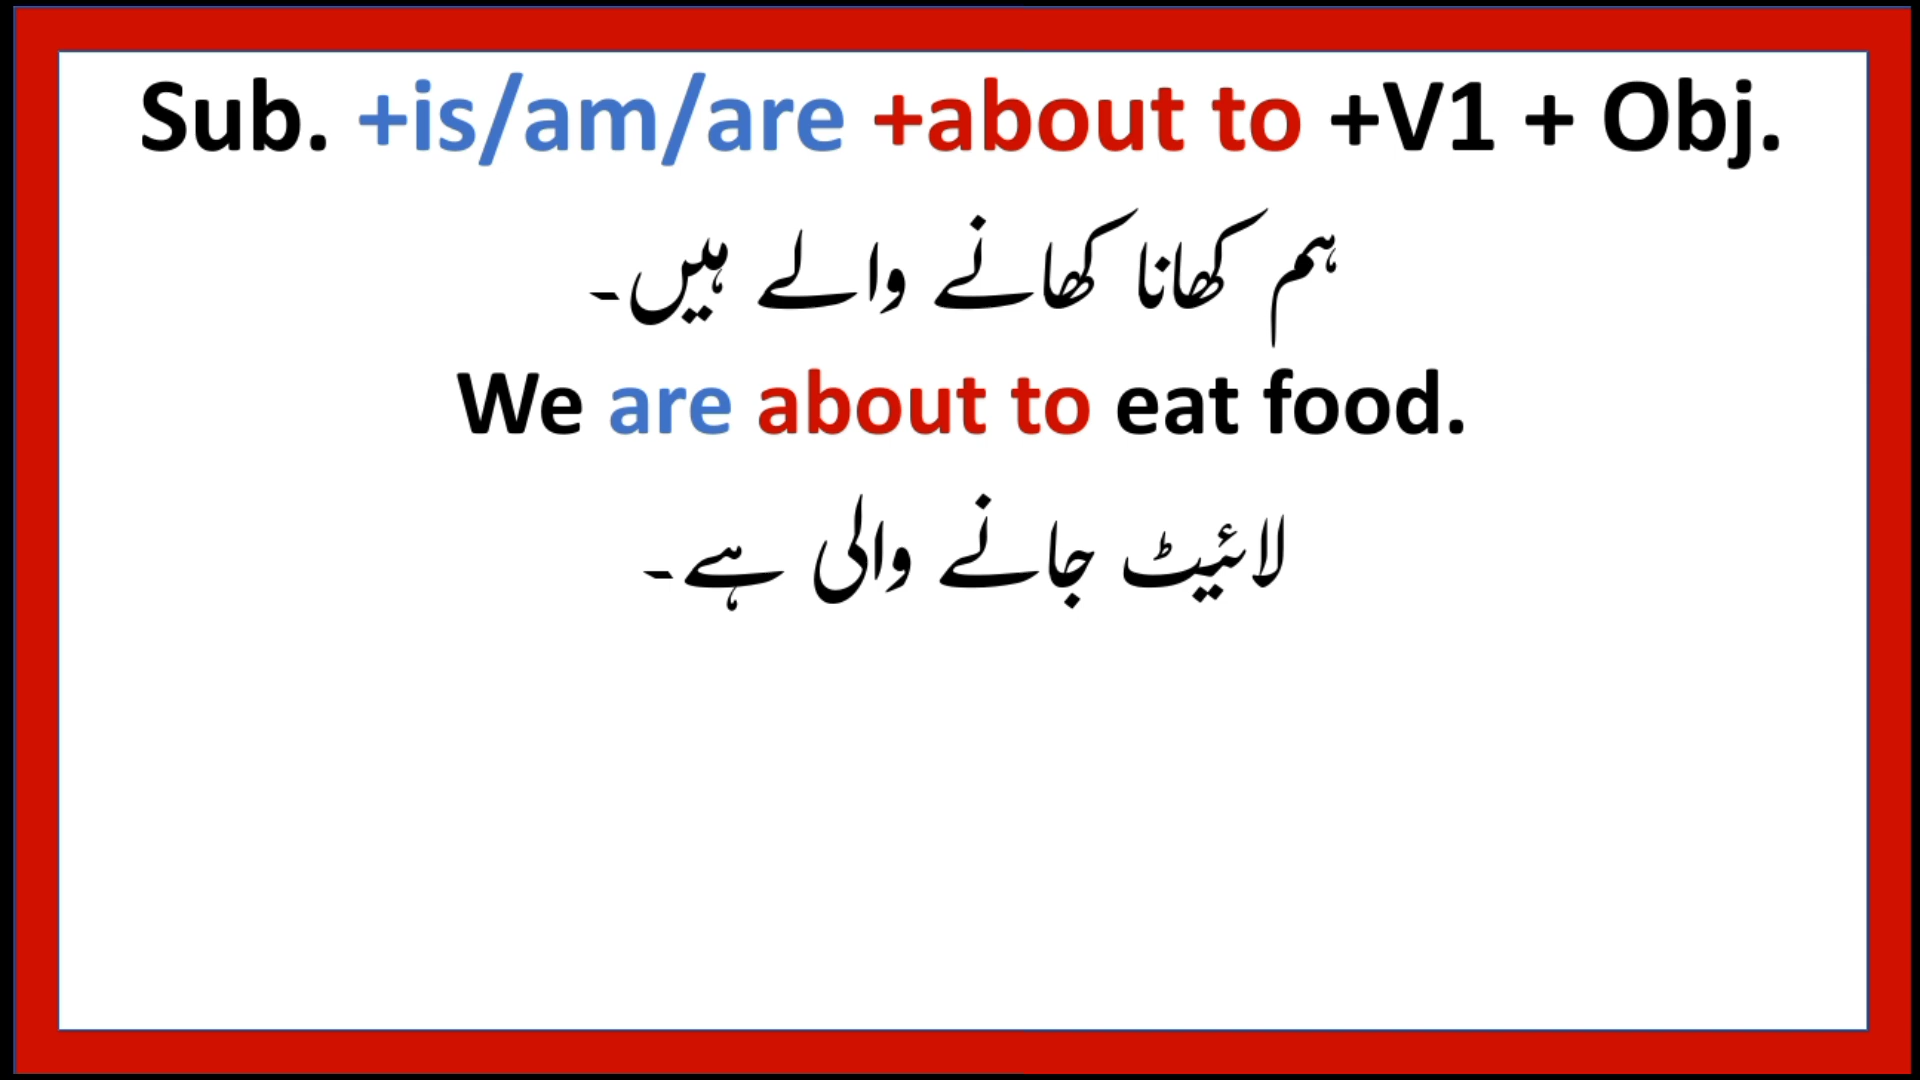 Sub. +is/am/are +about to +V1 + Obj.
ہم کھانا کھانے والے ہیں۔
We are about to eat food.
لائیٹ جانے والی ہے۔